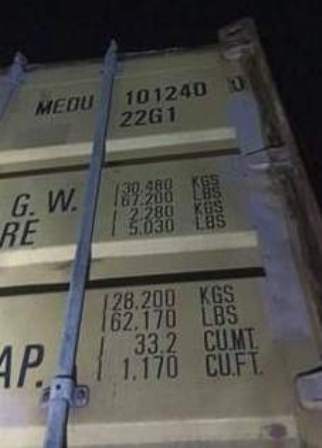 MEDU 101240 0
22G1
G. W. 30.480 KGS
67.200 LBS
RE 2.280 KGS
5.030 LBS
28.200 KGS
62.170 LBS
AP. 33.2 CU.MT.
1.170 CU.FT.